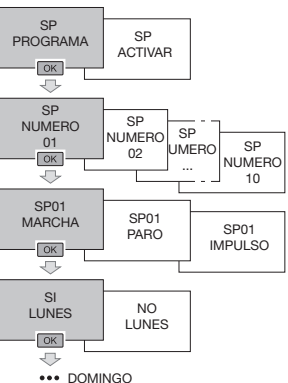 SP
PROGRAMA
OK
SP
ACTIVAR
SP
NUMERO
01
OK
SP
NUMERO
02
SP
UMERO
...
SP
NUMERO
10
SP01
MARCHA
OK
SP01
PARO
SP01
IMPULSO
SI
LUNES
OK
NO
LUNES
••• DOMINGO